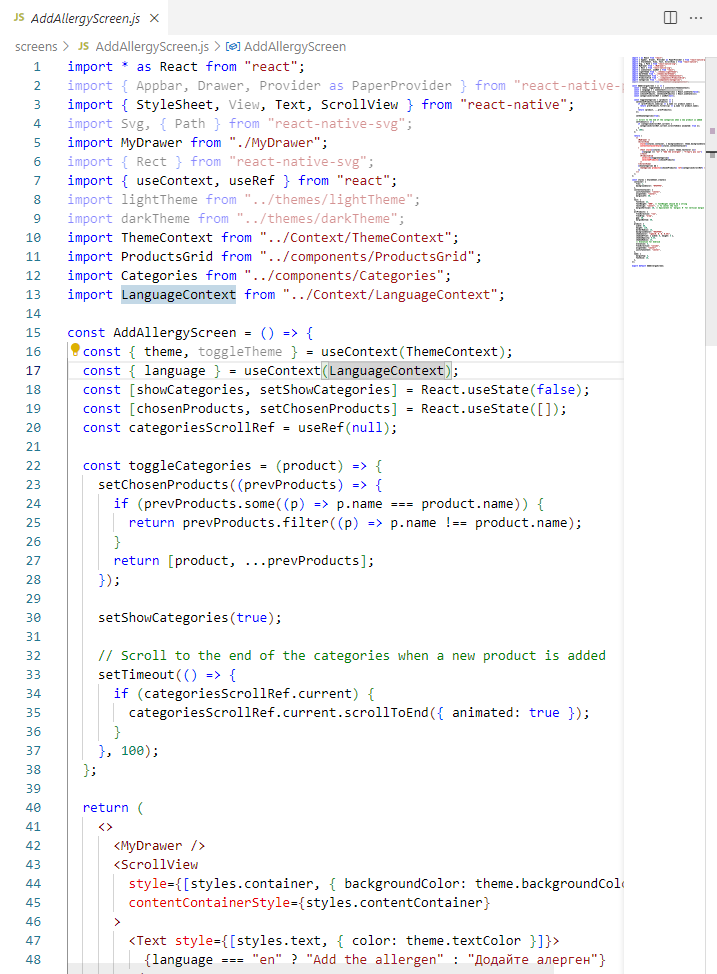 JS AddAllergyScreen.js ×
screens > JS AddAllergyScreen.js > AddAllergyScreen
1 import * as React from "react";
2 import { Appbar, Drawer, Provider as PaperProvider } from "react-native-
3 import { StyleSheet, View, Text, ScrollView } from "react-native";
4 import Svg, { Path } from "react-native-svg";
5 import MyDrawer from "./MyDrawer";
6 import { Rect } from "react-native-svg";
7 import { useContext, useRef } from "react";
8 import lightTheme from "../themes/lightTheme";
9 import darkTheme from "../themes/darkTheme";
10 import ThemeContext from "../Context/ThemeContext";
11 import ProductsGrid from "../components/ProductsGrid";
12 import Categories from "../components/Categories";
13 import LanguageContext from "../Context/LanguageContext";
14
15 const AddAllergyScreen = () => {
16 const { theme, toggleTheme } = useContext(ThemeContext);
17 const { language } = useContext(LanguageContext);
18 const [showCategories, setShowCategories] = React.useState(false);
19 const [chosenProducts, setChosenProducts] = React.useState([]);
20 const categoriesScrollRef = useRef(null);
21
22 const toggleCategories = (product) => {
23 setChosenProducts((prevProducts) => {
24 if (prevProducts.some((p) => p.name === product.name)) {
25 return prevProducts.filter((p) => p.name !== product.name);
26 }
27 return [product, ...prevProducts];
28 });
29
30 setShowCategories(true);
31
32 // Scroll to the end of the categories when a new product is added
33 setTimeout(() => {
34 if (categoriesScrollRef.current) {
35 categoriesScrollRef.current.scrollToEnd({ animated: true });
36 }
37 }, 100);
38 };
39
40 return (
41 <>
42 <MyDrawer />
43 <ScrollView
44 style={[styles.container, { backgroundColor: theme.backgroundColo
45 contentContainerStyle={styles.contentContainer}
46 >
47 <Text style={[styles.text, { color: theme.textColor }]}>
48 {language === "en" ? "Add the allergen" : "Додайте алерген"}